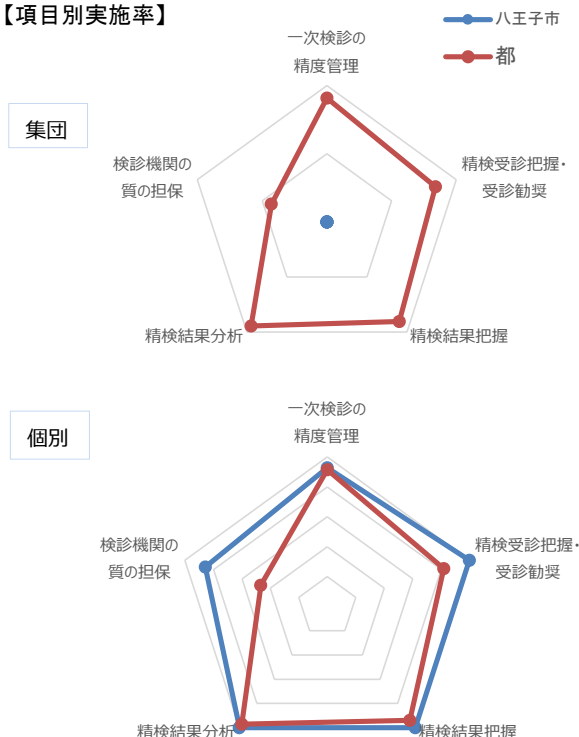 【項目別実施率】
八王子市
都
集団
一次検診の
精度管理
精検受診把握・
受診勧奨
精検結果把握
精検結果分析
検診機関の
質の担保
個別
一次検診の
精度管理
精検受診把握・
受診勧奨
精検結果把握
精検結果分析
検診機関の
質の担保